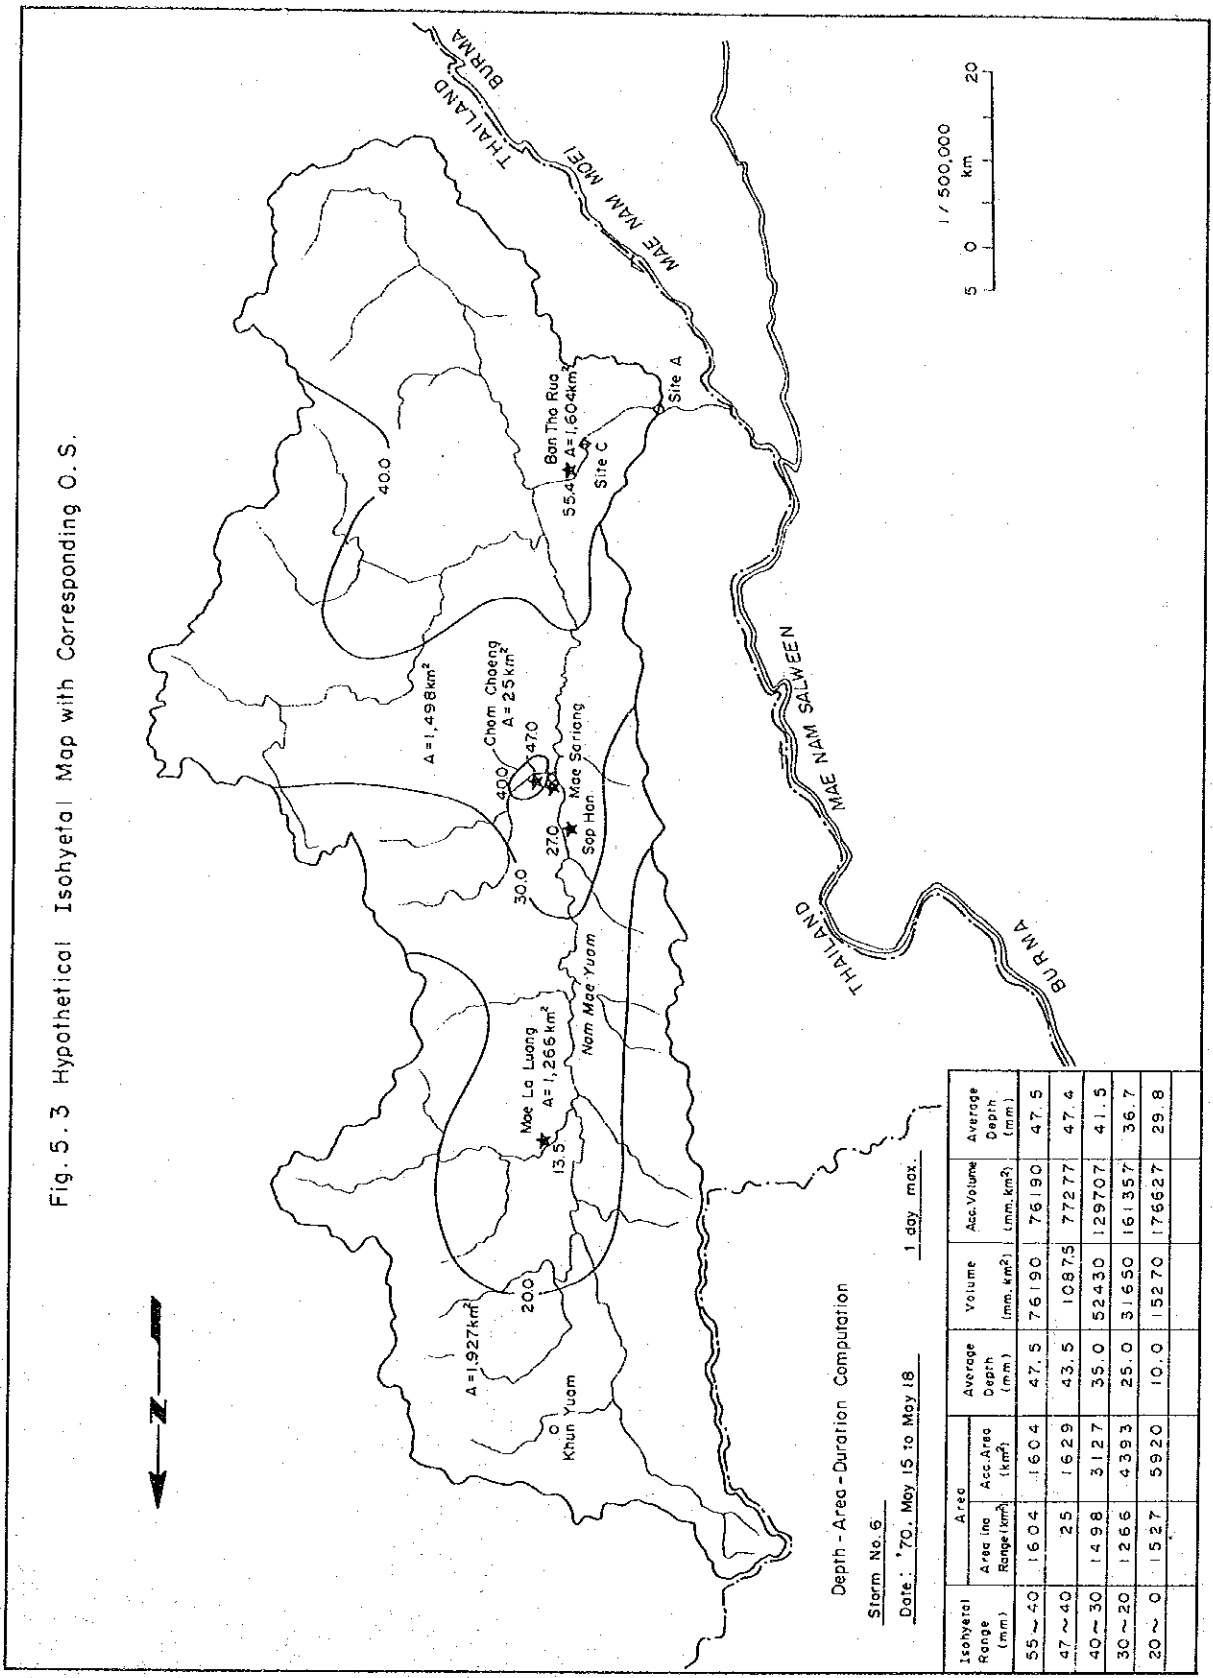 Fig. 5. 3 Hypothetical Isohyetal Map with Corresponding O. S.
N
BURMA
THAILAND
MAE NAM MOEI
1 / 500,000
km
5 0 20
40.0
Ban Tha Rua
55.4 A = 1,604km²
Site C
Site A
A = 1,498km²
Cham Chaeng
A = 25km²
40.0
47.0
Mae Sariang
27.0
Sop Han
30.0
MAE NAM SALWEEN
THAILAND
BURMA
Nam Mae Yuam
Mae La Luang
A = 1,266km²
13.5
20.0
A = 1,927km²
Khun Yuam
Depth - Area - Duration Computation
Storm No. 6
Date : '70. May 15 to May 18 1 day max.
Isohyetal Range (mm) Area Average Depth (mm) Volume (mm. km²) Acc. Volume (mm. km²) Average Depth (mm)
Area inc Range (km²) Acc. Area (km²)
55 ~ 40 1604 1604 47.5 76190 76190 47.5
47 ~ 40 25 1629 43.5 1087.5 77277 47.4
40 ~ 30 1498 3127 35.0 52430 129707 41.5
30 ~ 20 1266 4393 25.0 31650 161357 36.7
20 ~ 0 1527 5920 10.0 15270 176627 29.8